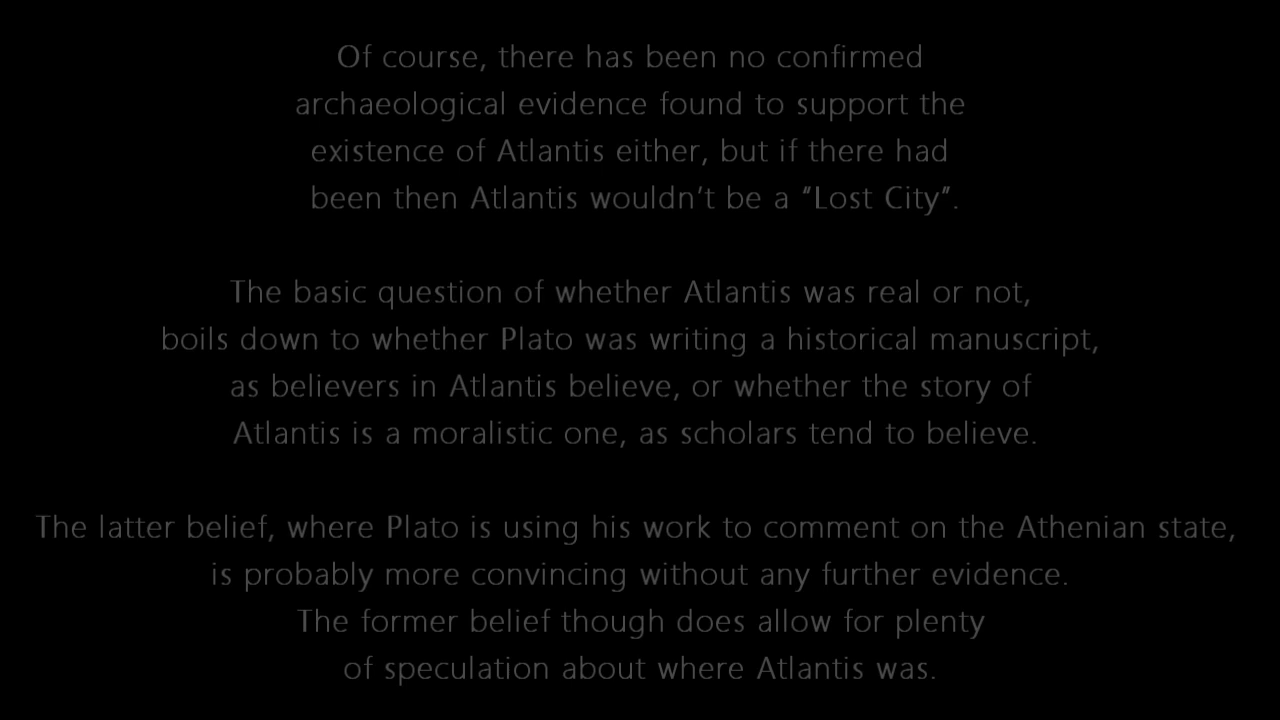 Of course, there has been no confirmed
archaeological evidence found to support the
existence of Atlantis either, but if there had
been then Atlantis wouldn’t be a “Lost City”.
The basic question of whether Atlantis was real or not,
boils down to whether Plato was writing a historical manuscript,
as believers in Atlantis believe, or whether the story of
Atlantis is a moralistic one, as scholars tend to believe.
The latter belief, where Plato is using his work to comment on the Athenian state,
is probably more convincing without any further evidence.
The former belief though does allow for plenty
of speculation about where Atlantis was.